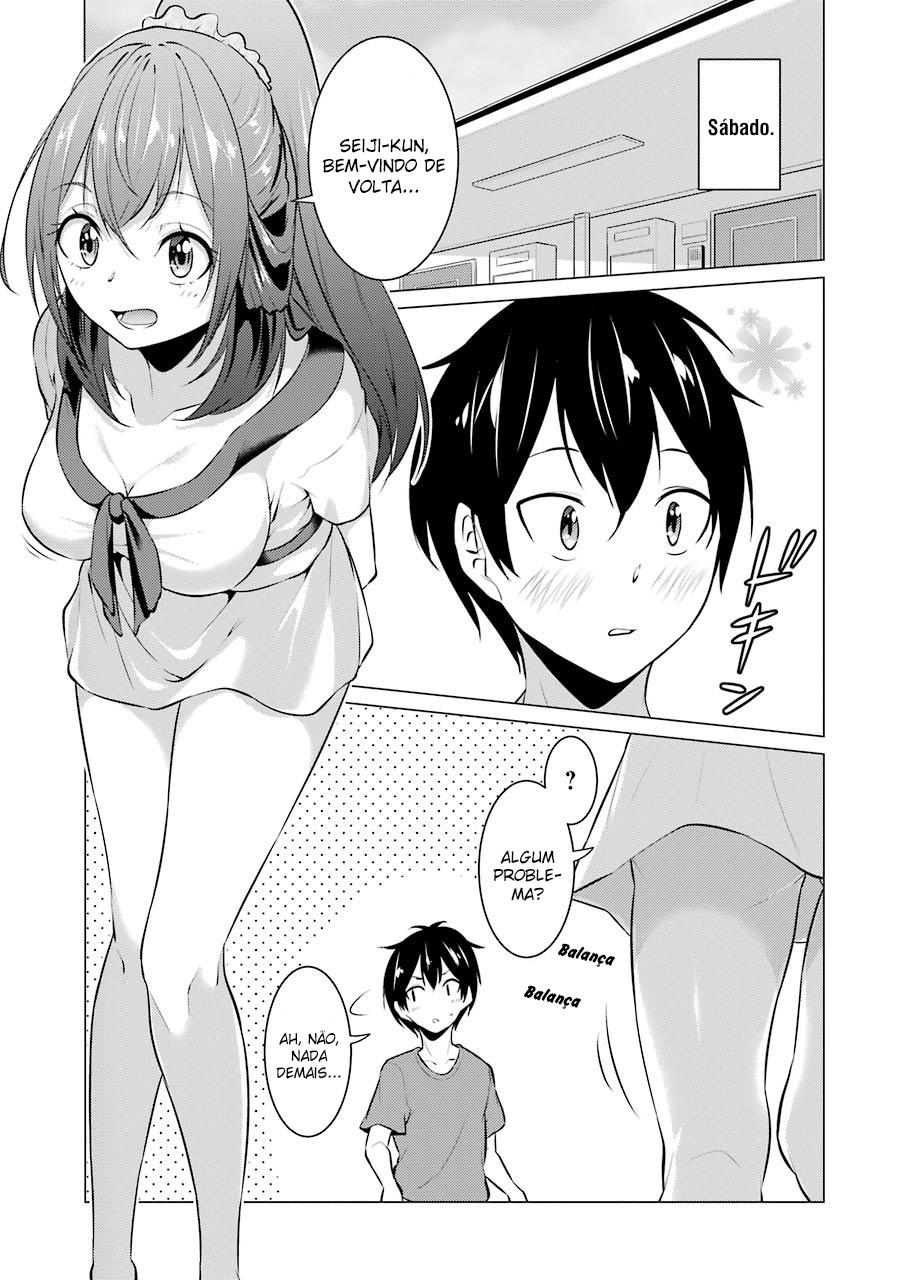 Sábado.
SEIJI-KUN,
BEM-VINDO DE
VOLTA...
ドキン
?
ALGUM
PROBLE-
MA?
Balança
Balança
AH, NÃO,
NADA
DEMAIS...